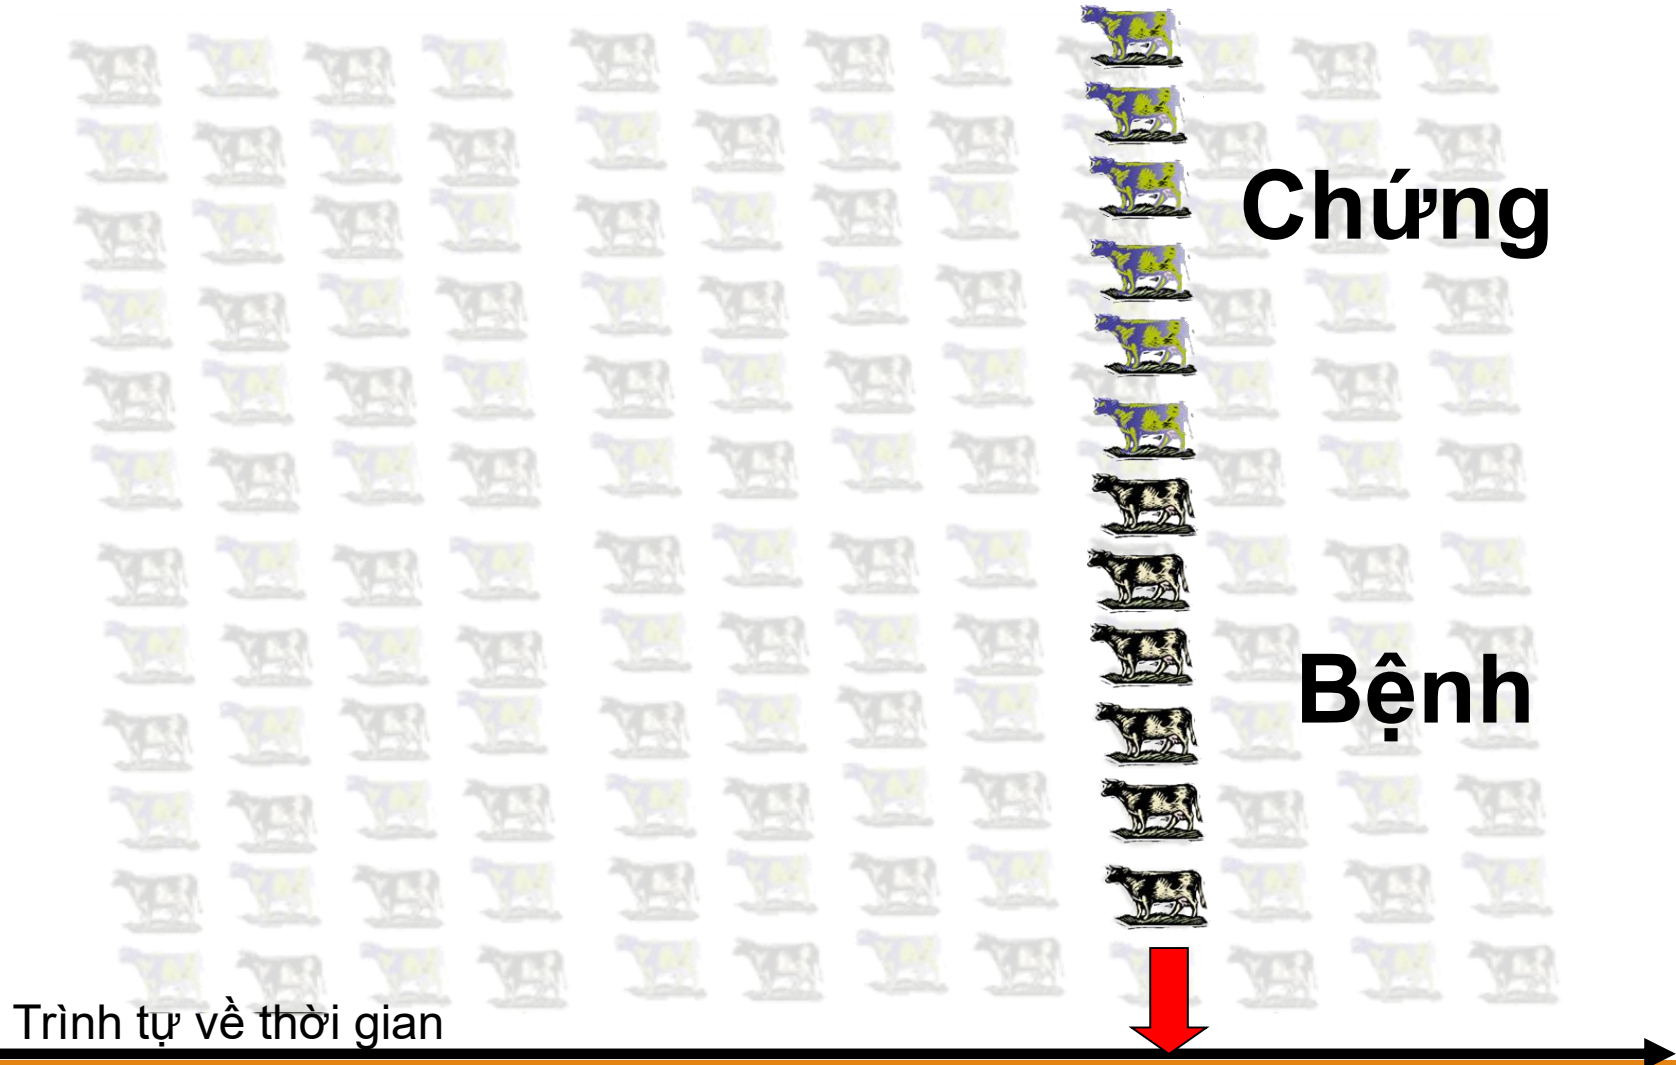 Chứng
Bệnh
Trình tự về thời gian